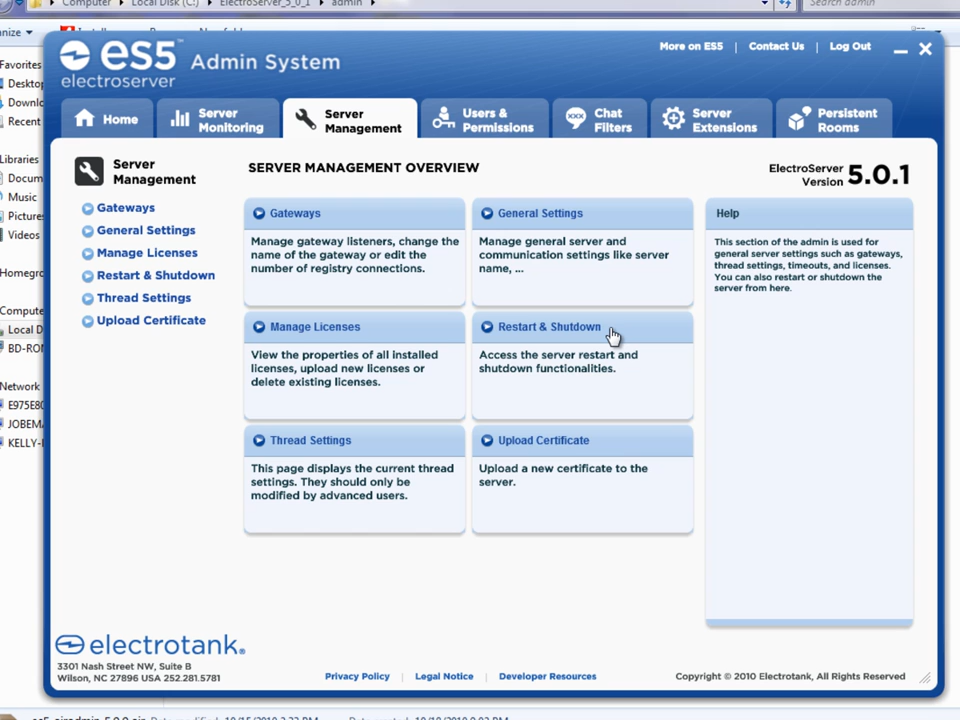 Computer Local Disk (C:) ElectroServer_5_0_1 admin
Search admin
Favorites
Recent
Libraries
Music
Videos
Network
es5 ™
electroserver
Admin System
More on ES5 | Contact Us | Log Out
Home
Server Monitoring
Server Management
Users & Permissions
Chat Filters
Server Extensions
Persistent Rooms
Server Management
Gateways
General Settings
Manage Licenses
Restart & Shutdown
Thread Settings
Upload Certificate
SERVER MANAGEMENT OVERVIEW
ElectroServer Version 5.0.1
Gateways
Manage gateway listeners, change the
name of the gateway or edit the
number of registry connections.
General Settings
Manage general server and
communication settings like server
name, ...
Manage Licenses
View the properties of all installed
licenses, upload new licenses or
delete existing licenses.
Restart & Shutdown
Access the server restart and
shutdown functionalities.
Thread Settings
This page displays the current thread
settings. They should only be
modified by advanced users.
Upload Certificate
Upload a new certificate to the
server.
Help
This section of the admin is used for
general server settings such as gateways,
thread settings, timeouts, and licenses.
You can also restart or shutdown the
server from here.
electrotank®
3301 Nash Street NW, Suite B
Wilson, NC 27896 USA 252.281.5781
Privacy Policy | Legal Notice | Developer Resources
Copyright © 2010 Electrotank, All Rights Reserved